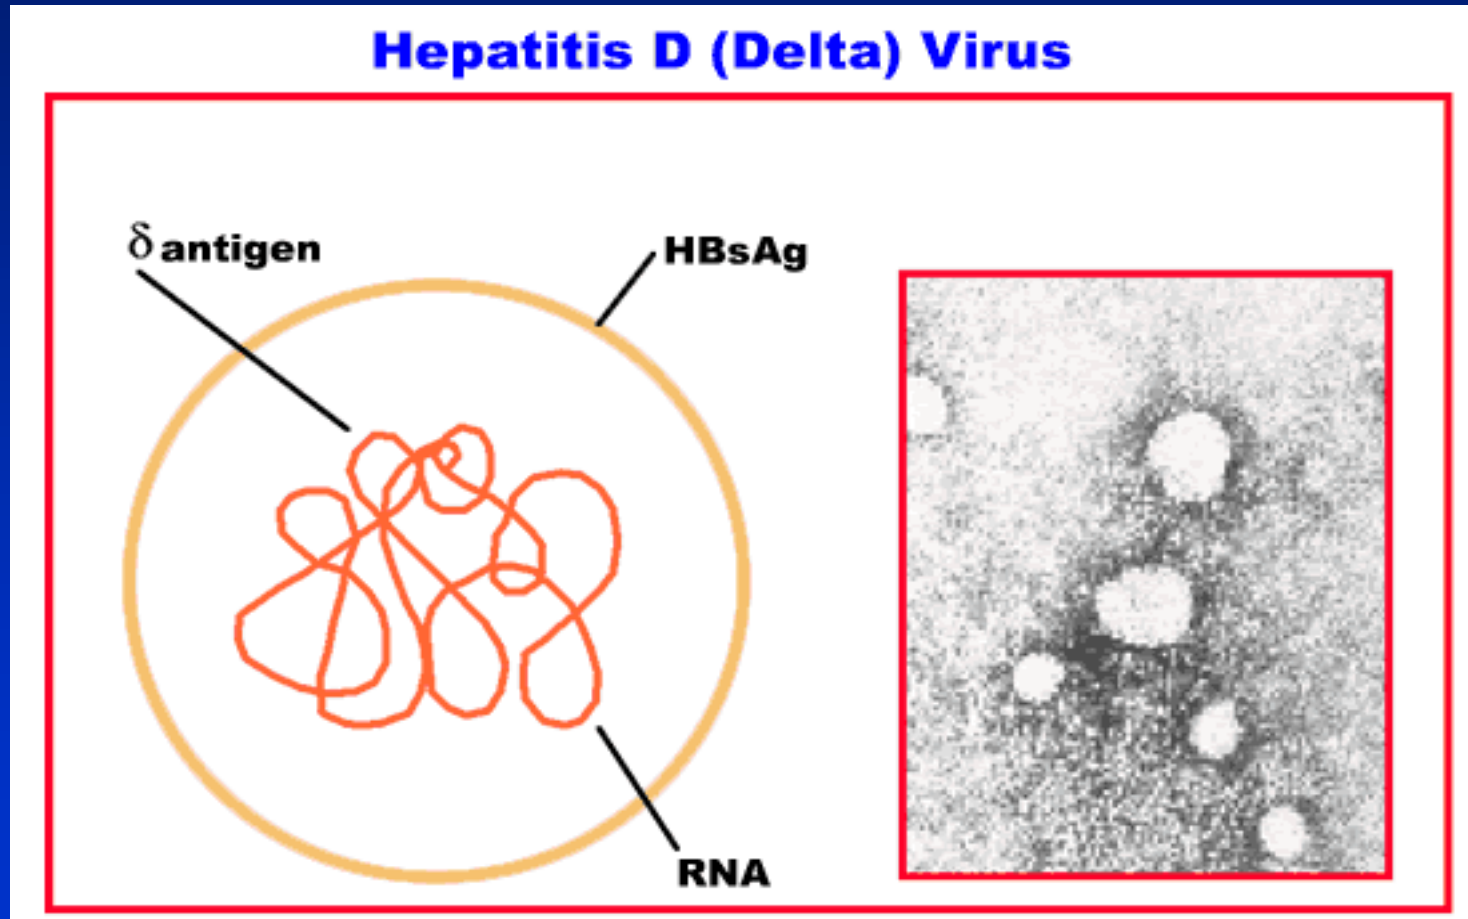 Hepatitis D (Delta) Virus
δ antigen
HBsAg
RNA